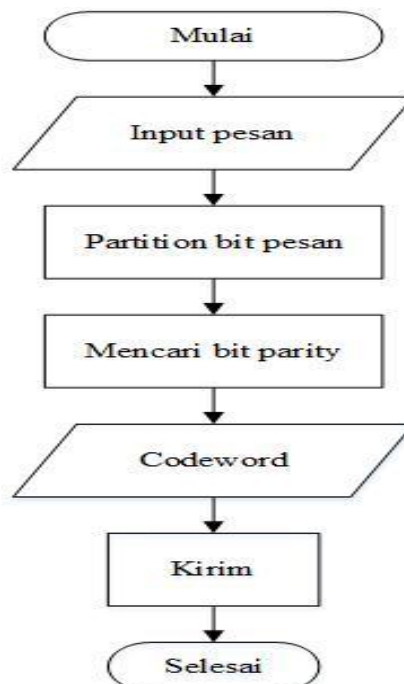 Mulai
Input pesan
Partition bit pesan
Mencari bit parity
Codeword
Kirim
Selesai